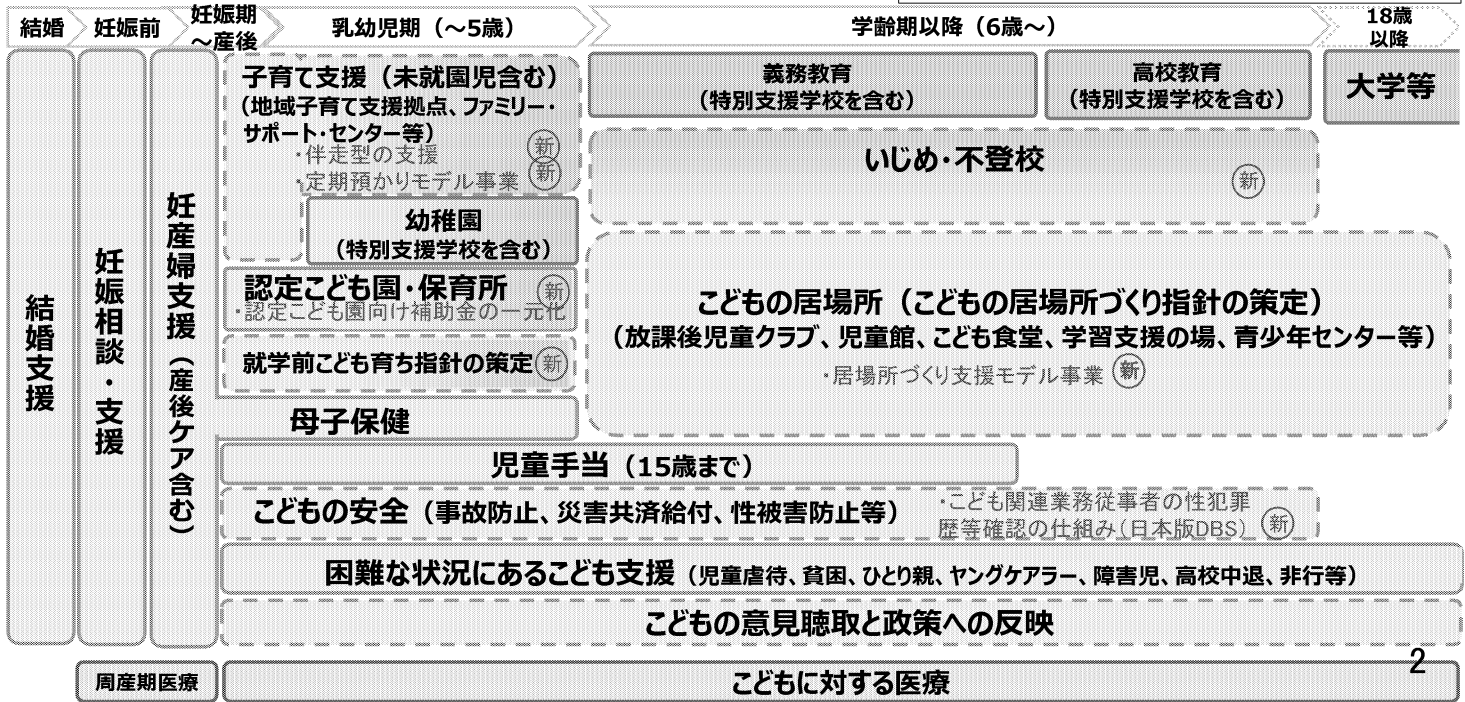 結婚
妊娠前
妊娠期
～産後
乳幼児期（～5歳）
学齢期以降（6歳～）
18歳
以降
結婚支援
妊娠相談・支援
妊産婦支援（産後ケア含む）
子育て支援（未就園児含む）
（地域子育て支援拠点、ファミリー・
サポート・センター等）
・伴走型の支援 新
・定期預かりモデル事業 新
幼稚園
（特別支援学校を含む）
認定こども園・保育所 新
・認定こども園向け補助金の一元化
就学前こども育ち指針の策定 新
母子保健
義務教育
（特別支援学校を含む）
高校教育
（特別支援学校を含む）
大学等
いじめ・不登校
新
こどもの居場所（こどもの居場所づくり指針の策定）
（放課後児童クラブ、児童館、こども食堂、学習支援の場、青少年センター等）
・居場所づくり支援モデル事業 新
児童手当（15歳まで）
こどもの安全（事故防止、災害共済給付、性被害防止等）
・こども関連業務従事者の性犯罪
歴等確認の仕組み（日本版DBS） 新
困難な状況にあるこども支援（児童虐待、貧困、ひとり親、ヤングケアラー、障害児、高校中退、非行等）
こどもの意見聴取と政策への反映
周産期医療
こどもに対する医療
2